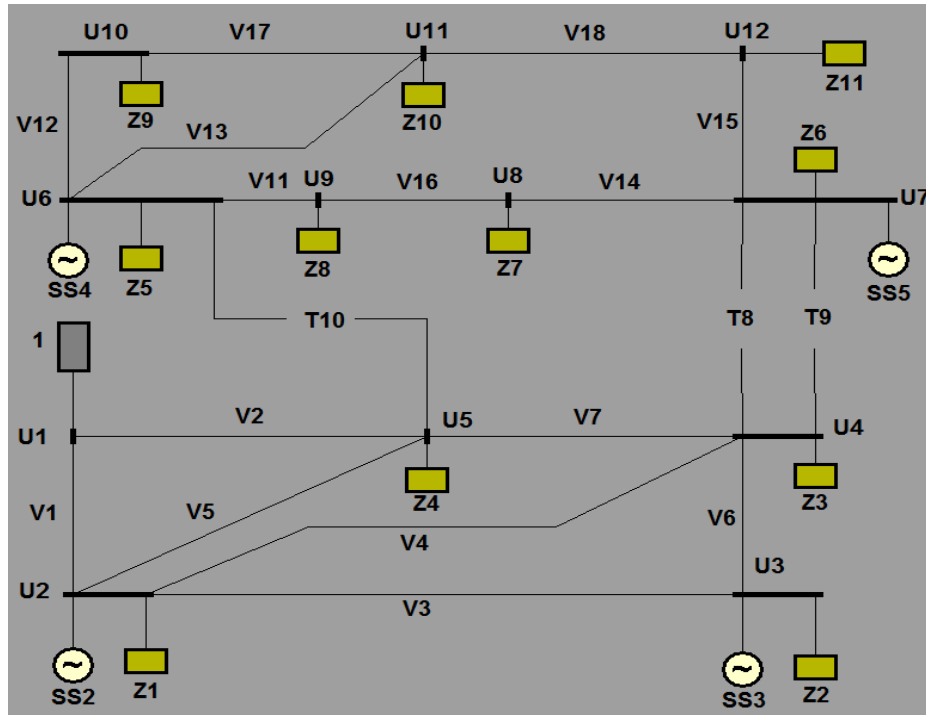 U10 V17 U11 V18 U12
Z11
Z9 Z10
V12 V13 V15 Z6
U6 V11 U9 V16 U8 V14 U7
~ Z5 Z8 Z7 ~
SS4 SS5
1 T10 T8 T9
U1 V2 U5 V7 U4
Z4 Z3
V1 V5 V4 V6
U2 V3 U3
~ Z1 ~ Z2
SS2 SS3